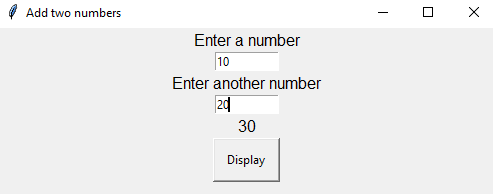 Add two numbers
Enter a number
10
Enter another number
20
30
Display